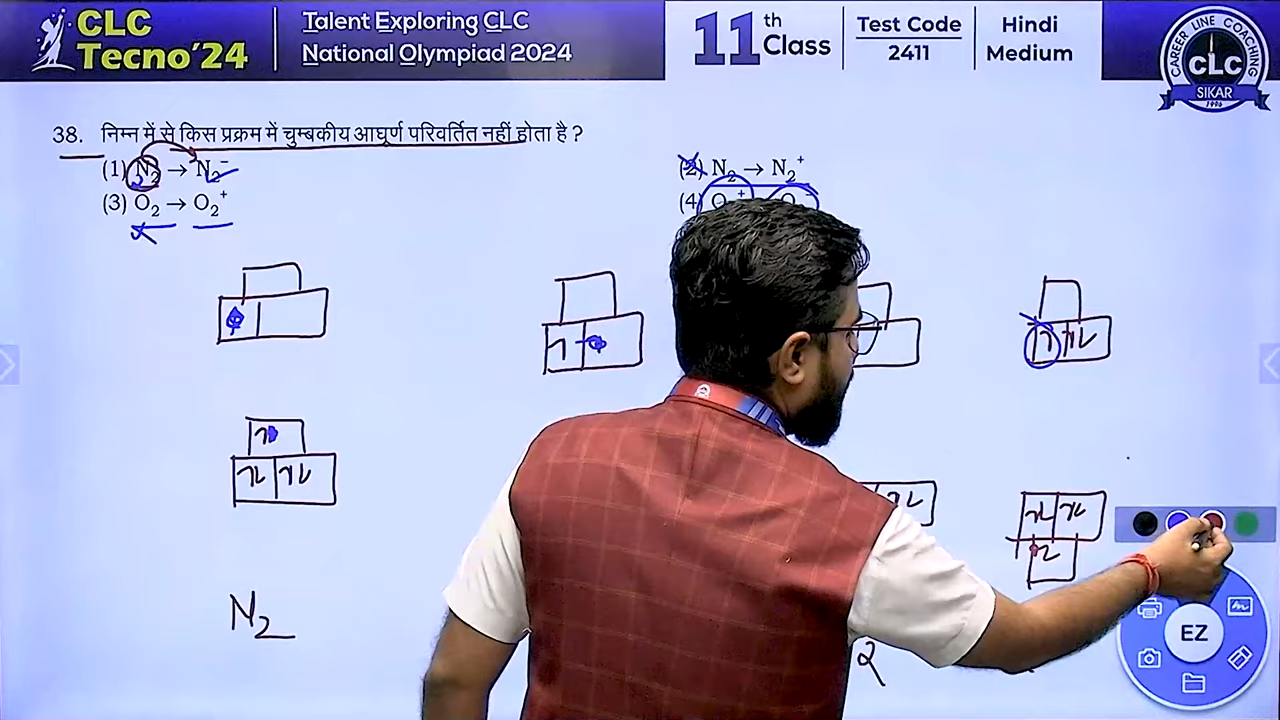 CLC
Tecno'24
Talent Exploring CLC
National Olympiad 2024
11th Class
Test Code
2411
Hindi
Medium
CAREER LINE COACHING
CLC
SIKAR
1996
38. निम्न में से किस प्रक्रम में चुम्बकीय आघूर्ण परिवर्तित नहीं होता है ?
(1) N₂ → N₂⁻
(2) N₂ → N₂⁺
(3) O₂ → O₂⁺
(4)
N₂
2
EZ